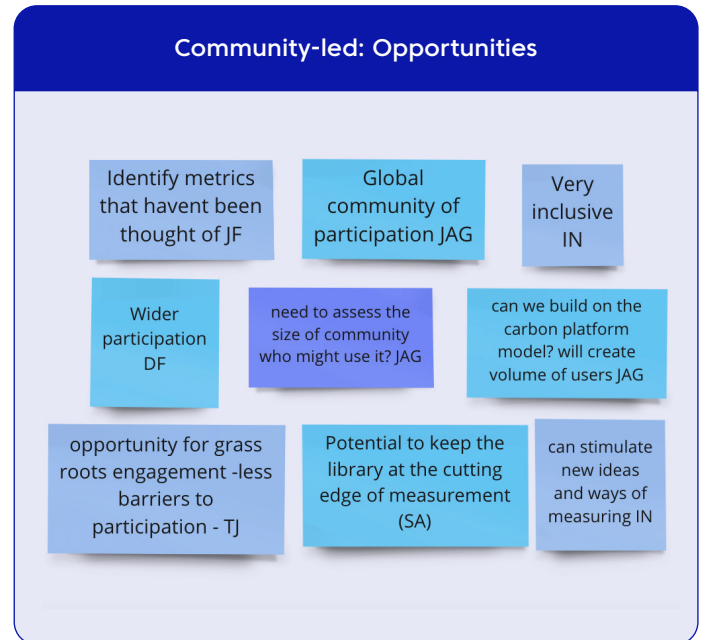 Community-led: Opportunities
Identify metrics
that havent been
thought of JF
Global
community of
participation JAG
Very
inclusive
IN
Wider
participation
DF
need to assess the
size of community
who might use it? JAG
can we build on the
carbon platform
model? will create
volume of users JAG
opportunity for grass
roots engagement -less
barriers to
participation - TJ
Potential to keep the
library at the cutting
edge of measurement
(SA)
can stimulate
new ideas
and ways of
measuring IN